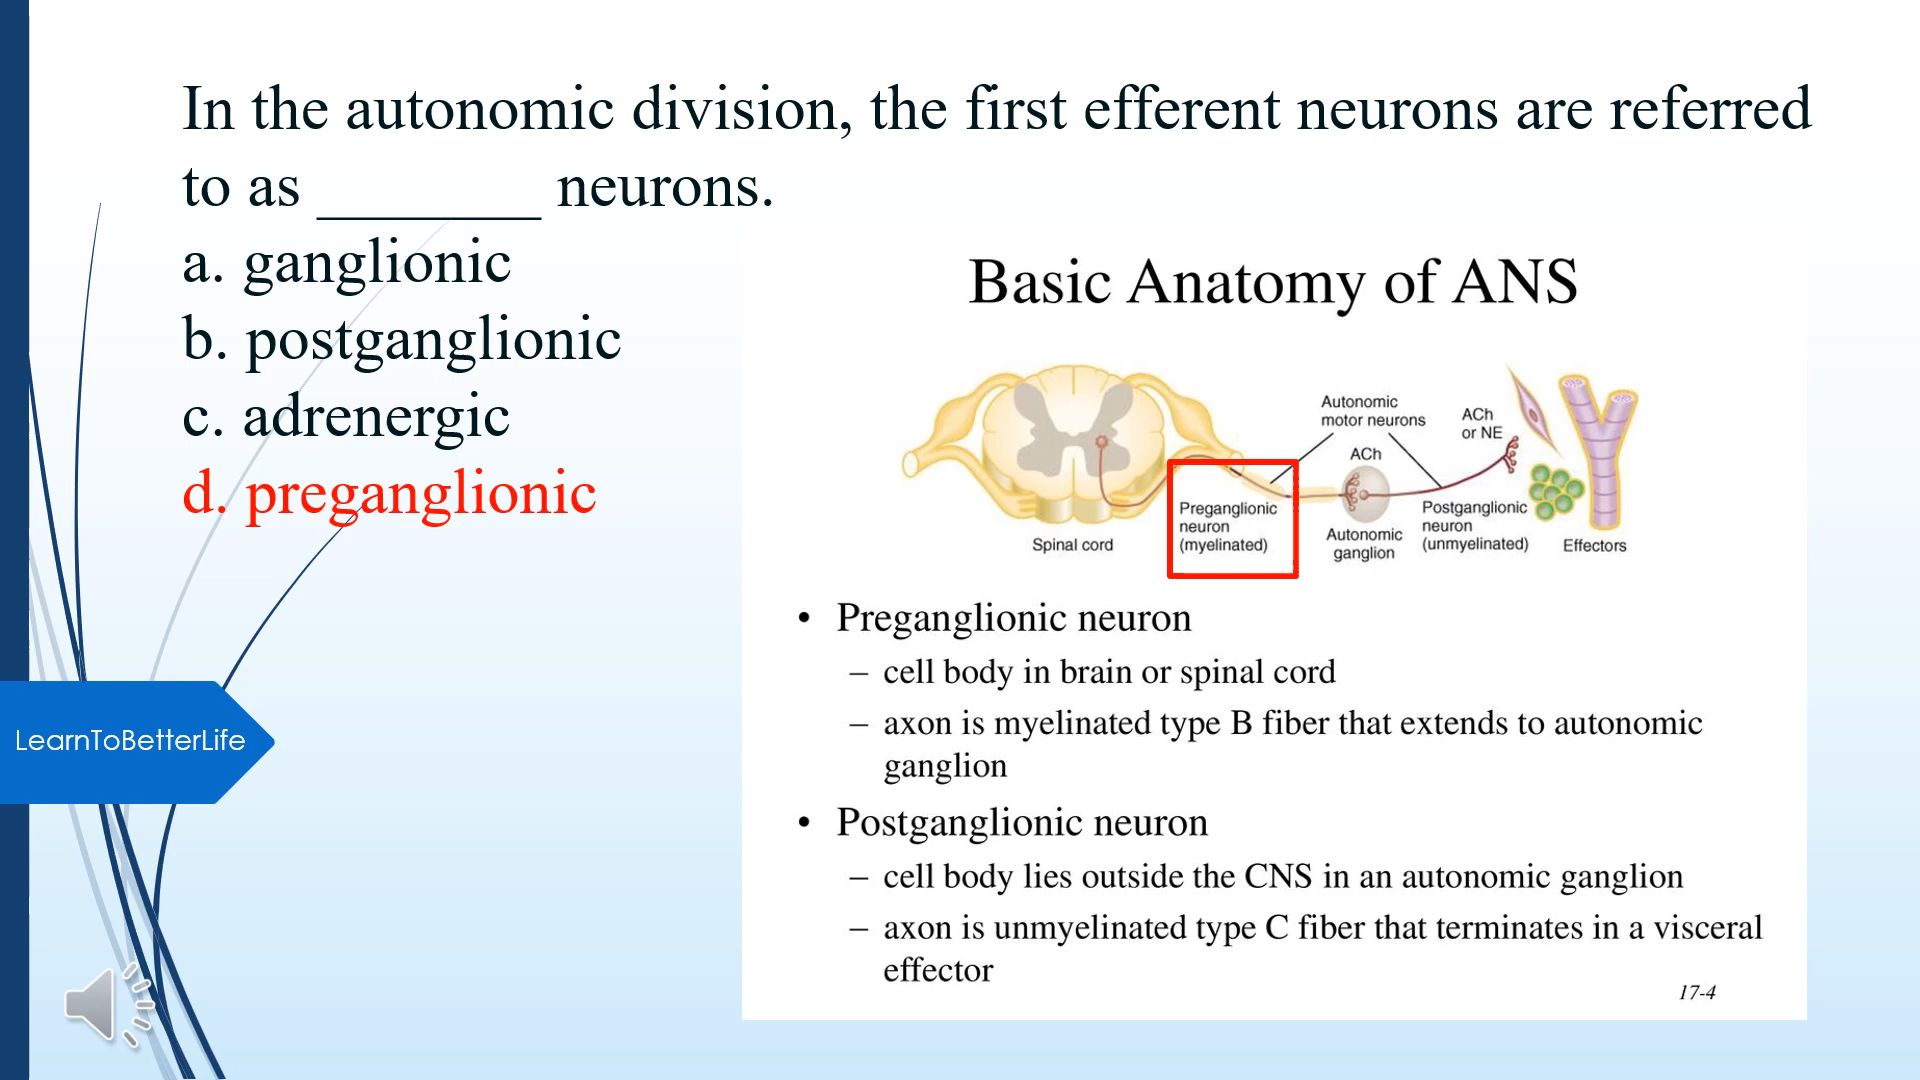 In the autonomic division, the first efferent neurons are referred
to as _______ neurons.
a. ganglionic
b. postganglionic
c. adrenergic
d. preganglionic
LearnToBetterLife
Basic Anatomy of ANS
Autonomic
motor neurons
ACh
or NE
ACh
Preganglionic
neuron
(myelinated)
Spinal cord
Autonomic
ganglion
Postganglionic
neuron
(unmyelinated)
Effectors
• Preganglionic neuron
– cell body in brain or spinal cord
– axon is myelinated type B fiber that extends to autonomic
ganglion
• Postganglionic neuron
– cell body lies outside the CNS in an autonomic ganglion
– axon is unmyelinated type C fiber that terminates in a visceral
effector
17-4